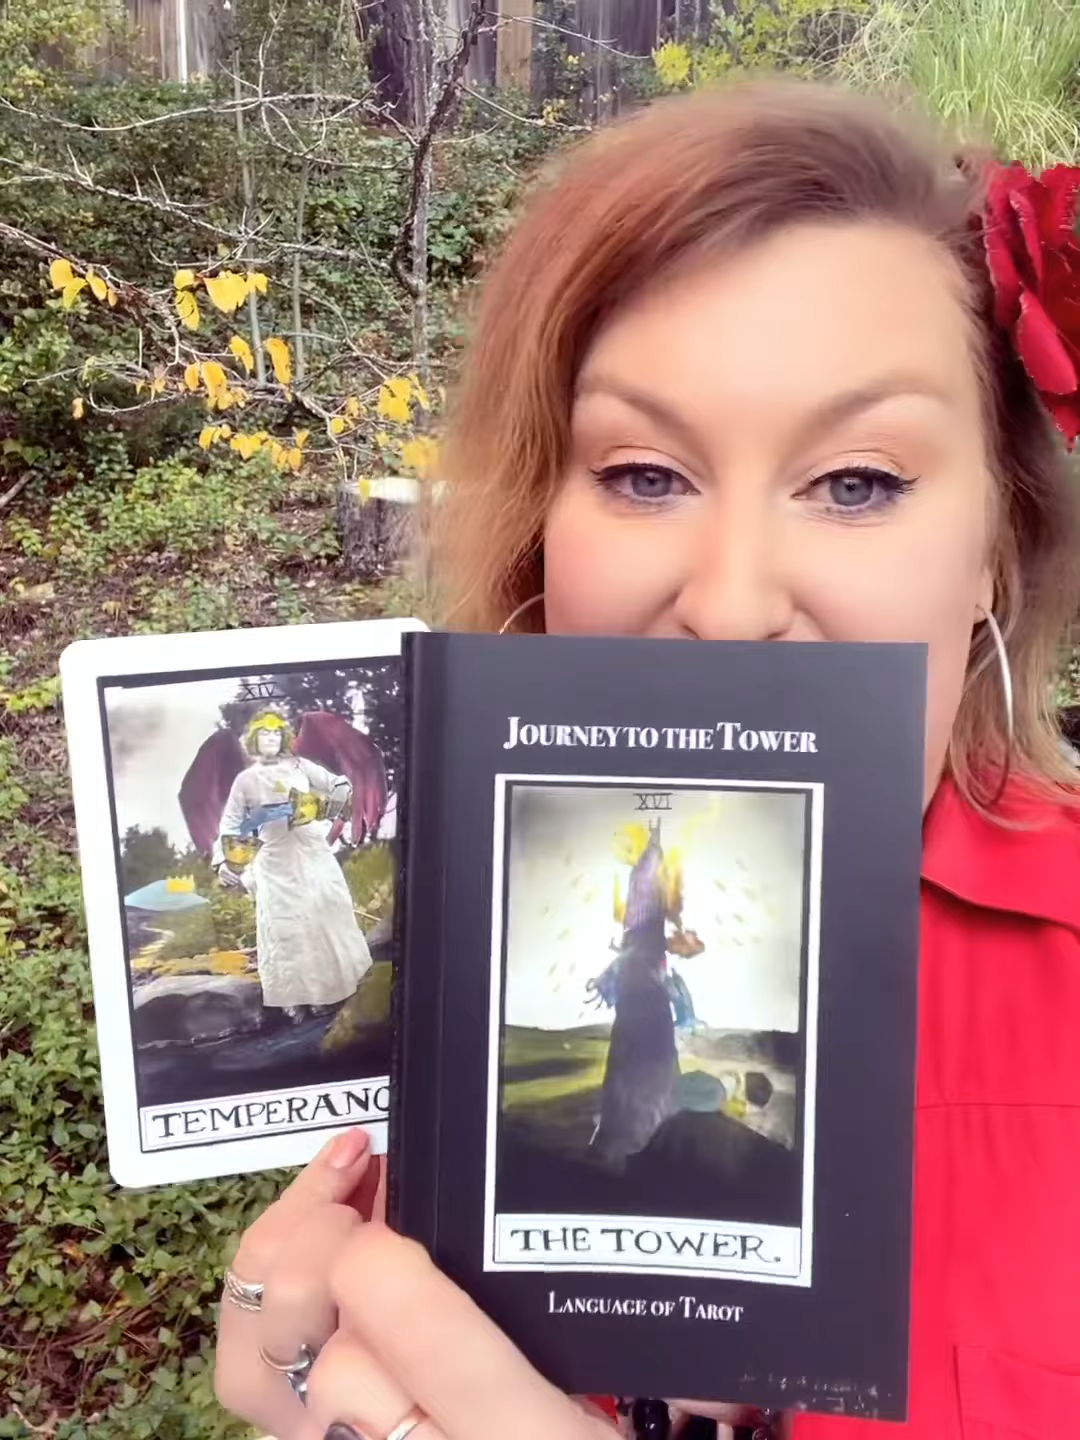 XIV
TEMPERANC
JOURNEY TO THE TOWER
XVI
THE TOWER.
LANGUAGE OF TAROT